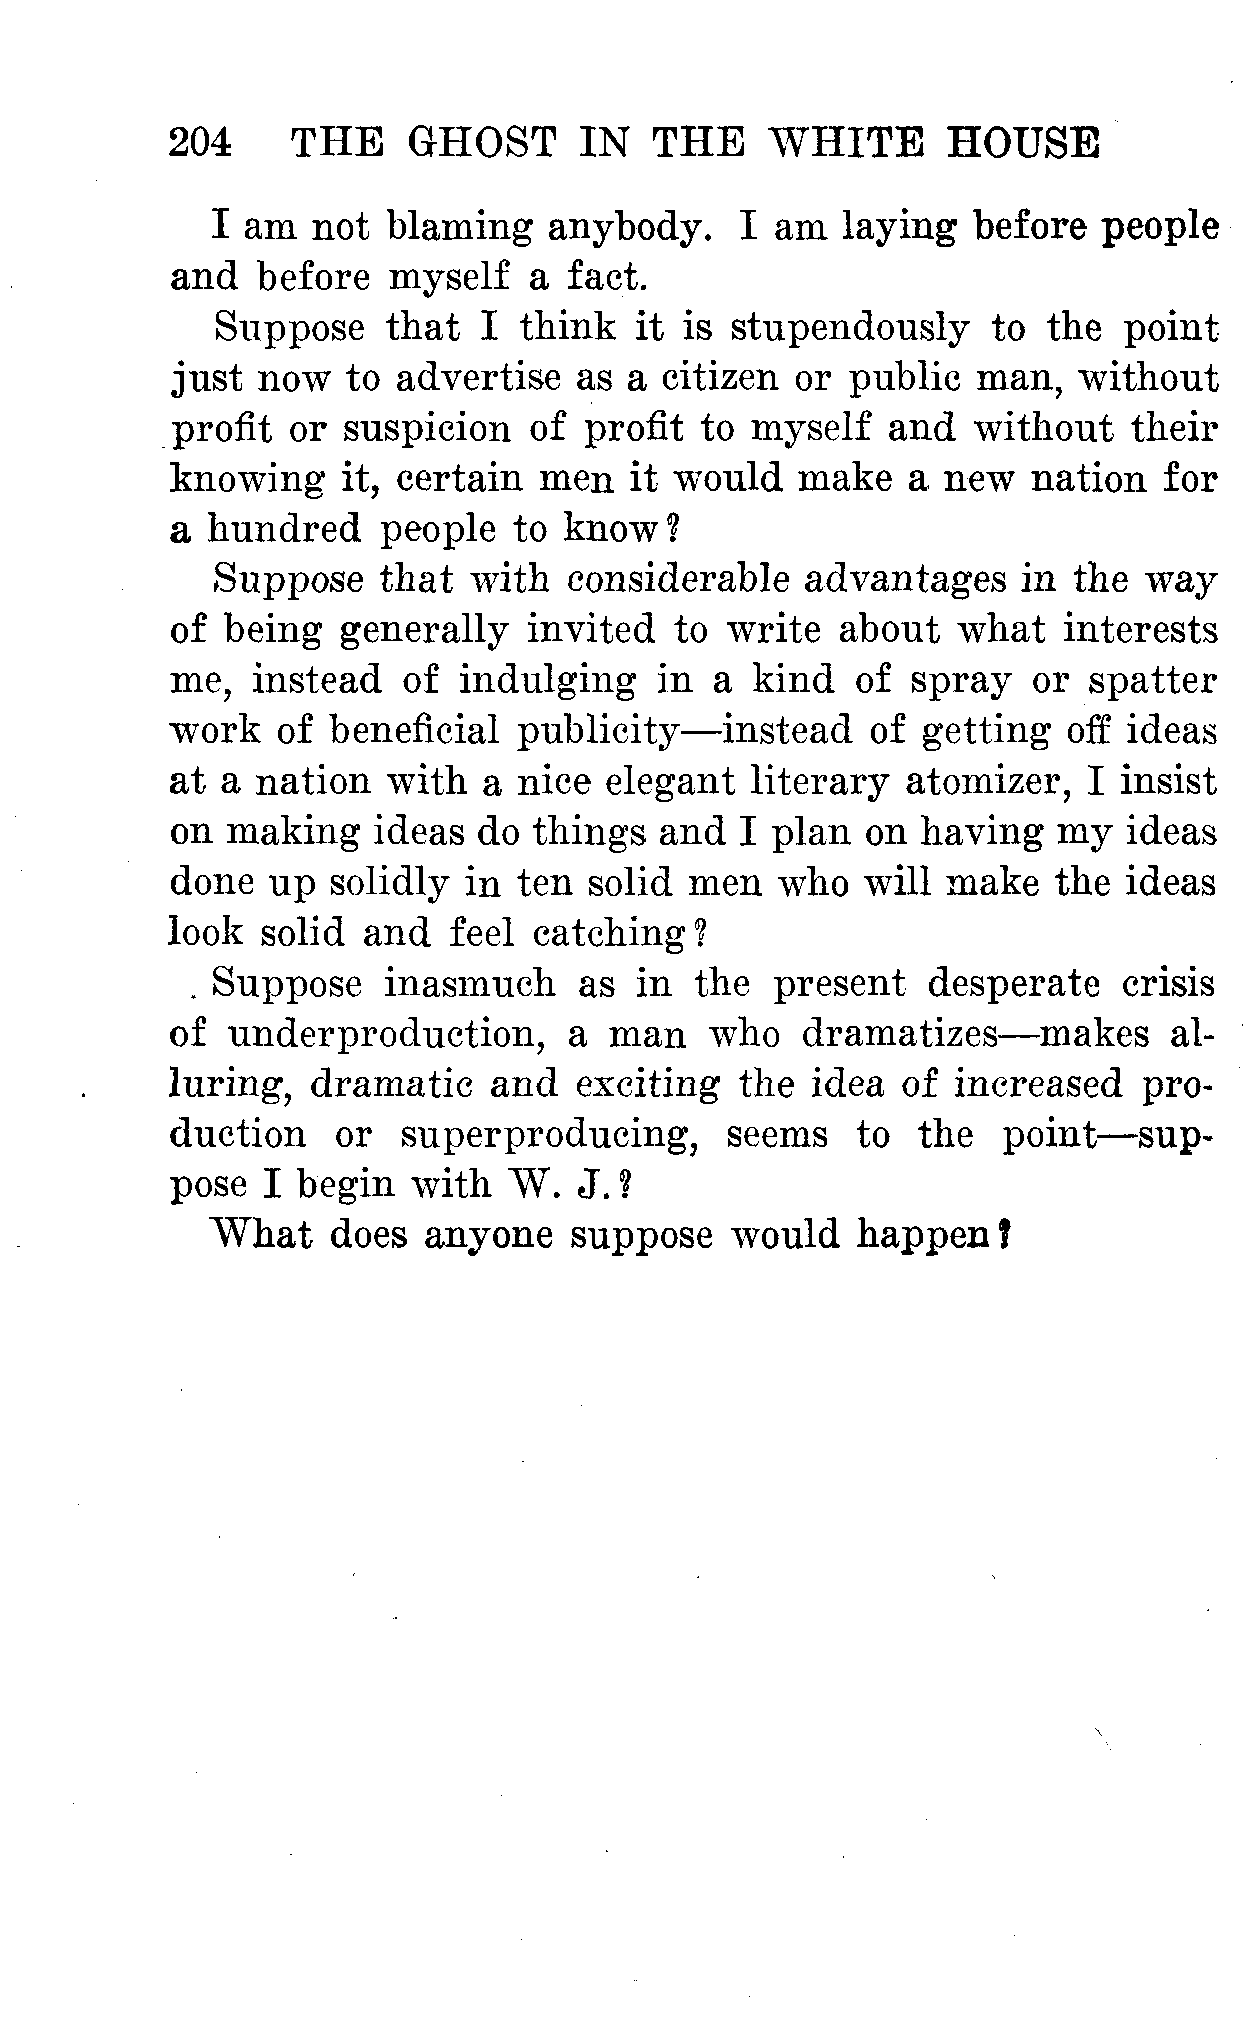 204 THE GHOST IN THE WHITE HOUSE
I am not blaming anybody. I am laying before people
and before myself a fact.
Suppose that I think it is stupendously to the point
just now to advertise as a citizen or public man, without
profit or suspicion of profit to myself and without their
knowing it, certain men it would make a new nation for
a hundred people to know?
Suppose that with considerable advantages in the way
of being generally invited to write about what interests
me, instead of indulging in a kind of spray or spatter
work of beneficial publicity—instead of getting off ideas
at a nation with a nice elegant literary atomizer, I insist
on making ideas do things and I plan on having my ideas
done up solidly in ten solid men who will make the ideas
look solid and feel catching?
Suppose inasmuch as in the present desperate crisis
of underproduction, a man who dramatizes—makes al-
luring, dramatic and exciting the idea of increased pro-
duction or superproducing, seems to the point—sup-
pose I begin with W. J.?
What does anyone suppose would happen?